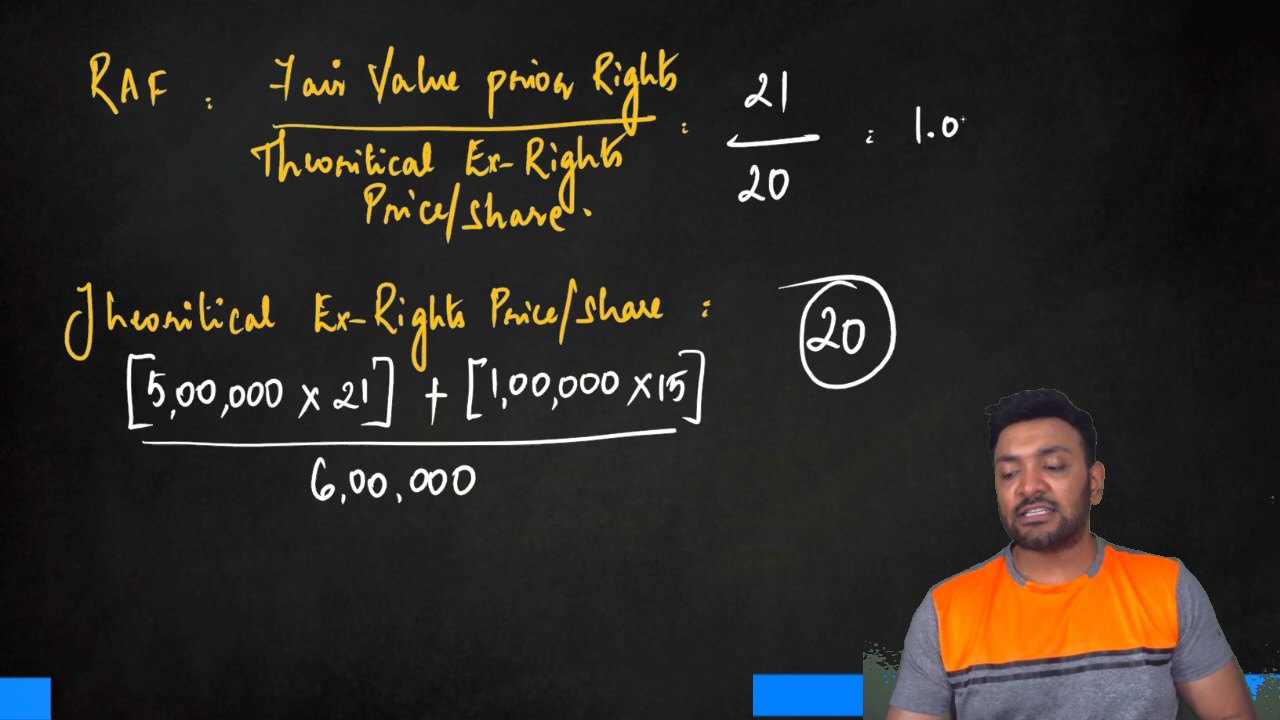 RAF = Fair Value prior Rights = 21 = 1.0
Theoritical Ex-Rights 20
Price/share.
Theoritical Ex-Rights Price/share = 20
[5,00,000 × 21] + [1,00,000 × 15]
6,00,000